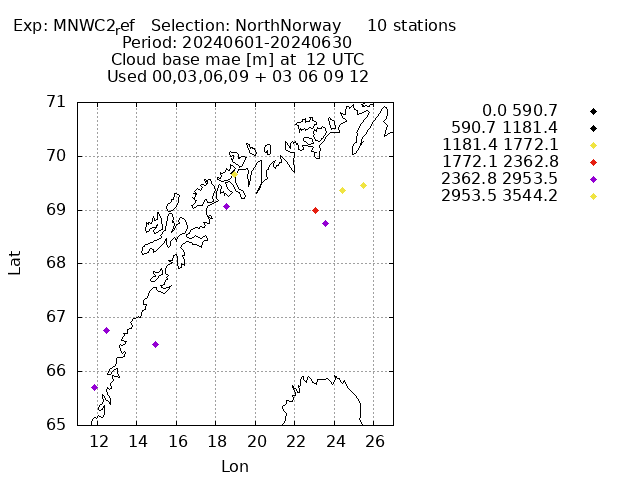 Exp: MNWC2ref   Selection: NorthNorway     10 stations
Period: 20240601-20240630
Cloud base mae [m] at  12 UTC
Used 00,03,06,09 + 03 06 09 12
0.0 590.7
590.7 1181.4
1181.4 1772.1
1772.1 2362.8
2362.8 2953.5
2953.5 3544.2
71
70
69
68
67
66
65
Lat
12 14 16 18 20 22 24 26
Lon